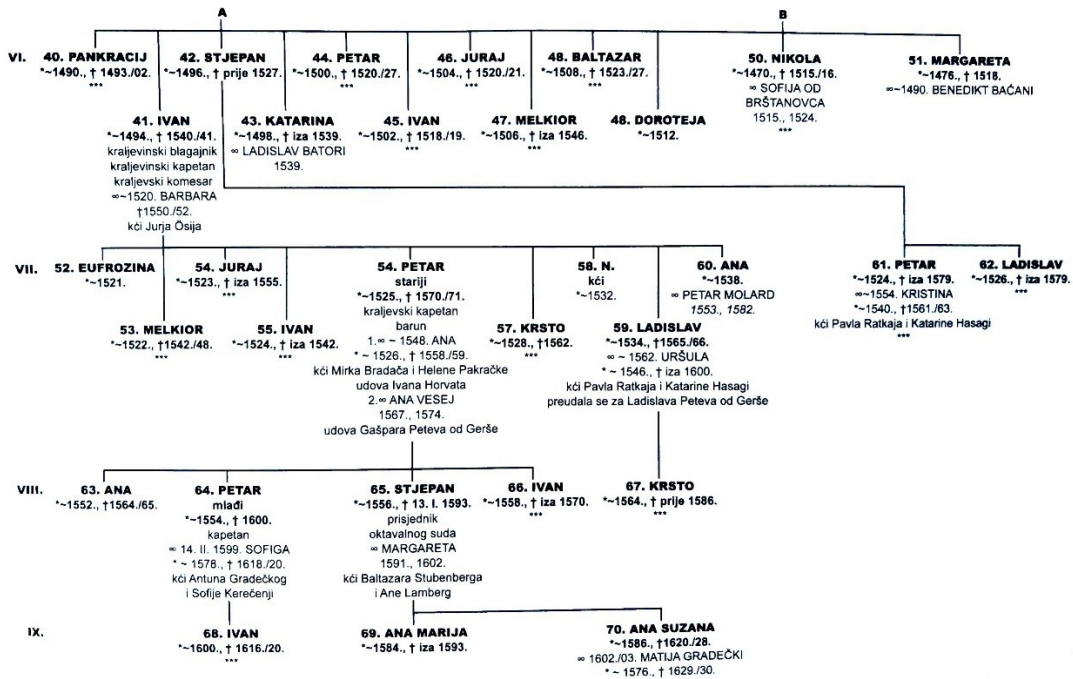 A
B
VI.
40. PANKRACIJ
*~1490., † 1493./02.
***
42. STJEPAN
*~1496., † prije 1527.
44. PETAR
*~1500., † 1520./27.
***
46. JURAJ
*~1504., † 1520./21.
***
48. BALTAZAR
*~1508., † 1523./27.
***
50. NIKOLA
*~1470., † 1515./16.
∞ SOFIJA OD
BRŠTANOVCA
1515., 1524.
***
51. MARGARETA
*~1476., † 1518.
∞~1490. BENEDIKT BAĆANI
41. IVAN
*~1494., † 1540./41.
kraljevinski blagajnik
kraljevinski kapetan
kraljevski komesar
∞~1520. BARBARA
†1550./52.
kći Jurja Ösija
43. KATARINA
*~1498., † iza 1539.
∞ LADISLAV BATORI
1539.
45. IVAN
*~1502., † 1518./19.
***
47. MELKIOR
*~1506., † iza 1546.
***
48. DOROTEJA
*~1512.
VII.
52. EUFROZINA
*~1521.
54. JURAJ
*~1523., † iza 1555.
***
54. PETAR
stariji
*~1525., † 1570./71.
kraljevski kapetan
barun
1.∞ ~ 1548. ANA
* ~ 1526., † 1558./59.
kći Mirka Bradača i Helene Pakračke
udova Ivana Horvata
2.∞ ANA VESEJ
1567., 1574.
udova Gašpara Peteva od Gerše
58. N.
kći
*~1532.
60. ANA
*~1538.
∞ PETAR MOLARD
1553., 1582.
61. PETAR
*~1524., † iza 1579.
∞~1554. KRISTINA
*~1540., †1561./63.
kći Pavla Ratkaja i Katarine Hasagi
***
62. LADISLAV
*~1526., † iza 1579.
***
53. MELKIOR
*~1522., †1542./48.
***
55. IVAN
*~1524., † iza 1542.
***
57. KRSTO
*~1528., †1562.
***
59. LADISLAV
*~1534., †1565./66.
∞ ~ 1562. URŠULA
* ~ 1546., † iza 1600.
kći Pavla Ratkaja i Katarine Hasagi
preudala se za Ladislava Peteva od Gerše
VIII.
63. ANA
*~1552., †1564./65.
64. PETAR
mlađi
*~1554., † 1600.
kapetan
∞ 14. II. 1599. SOFIGA
* ~ 1578., † 1618./20.
kći Antuna Gradečkog
i Sofije Kerečenji
65. STJEPAN
*~1556., † 13. I. 1593.
prisjednik
oktavalnog suda
∞ MARGARETA
1591., 1602.
kći Baltazara Stubenberga
i Ane Lamberg
66. IVAN
*~1558., † iza 1570.
***
67. KRSTO
*~1564., † prije 1586.
***
IX.
68. IVAN
*~1600., † 1616./20.
***
69. ANA MARIJA
*~1584., † iza 1593.
70. ANA SUZANA
*~1586., †1620./28.
∞ 1602./03. MATIJA GRADEČKI
* ~ 1576., † 1629./30.